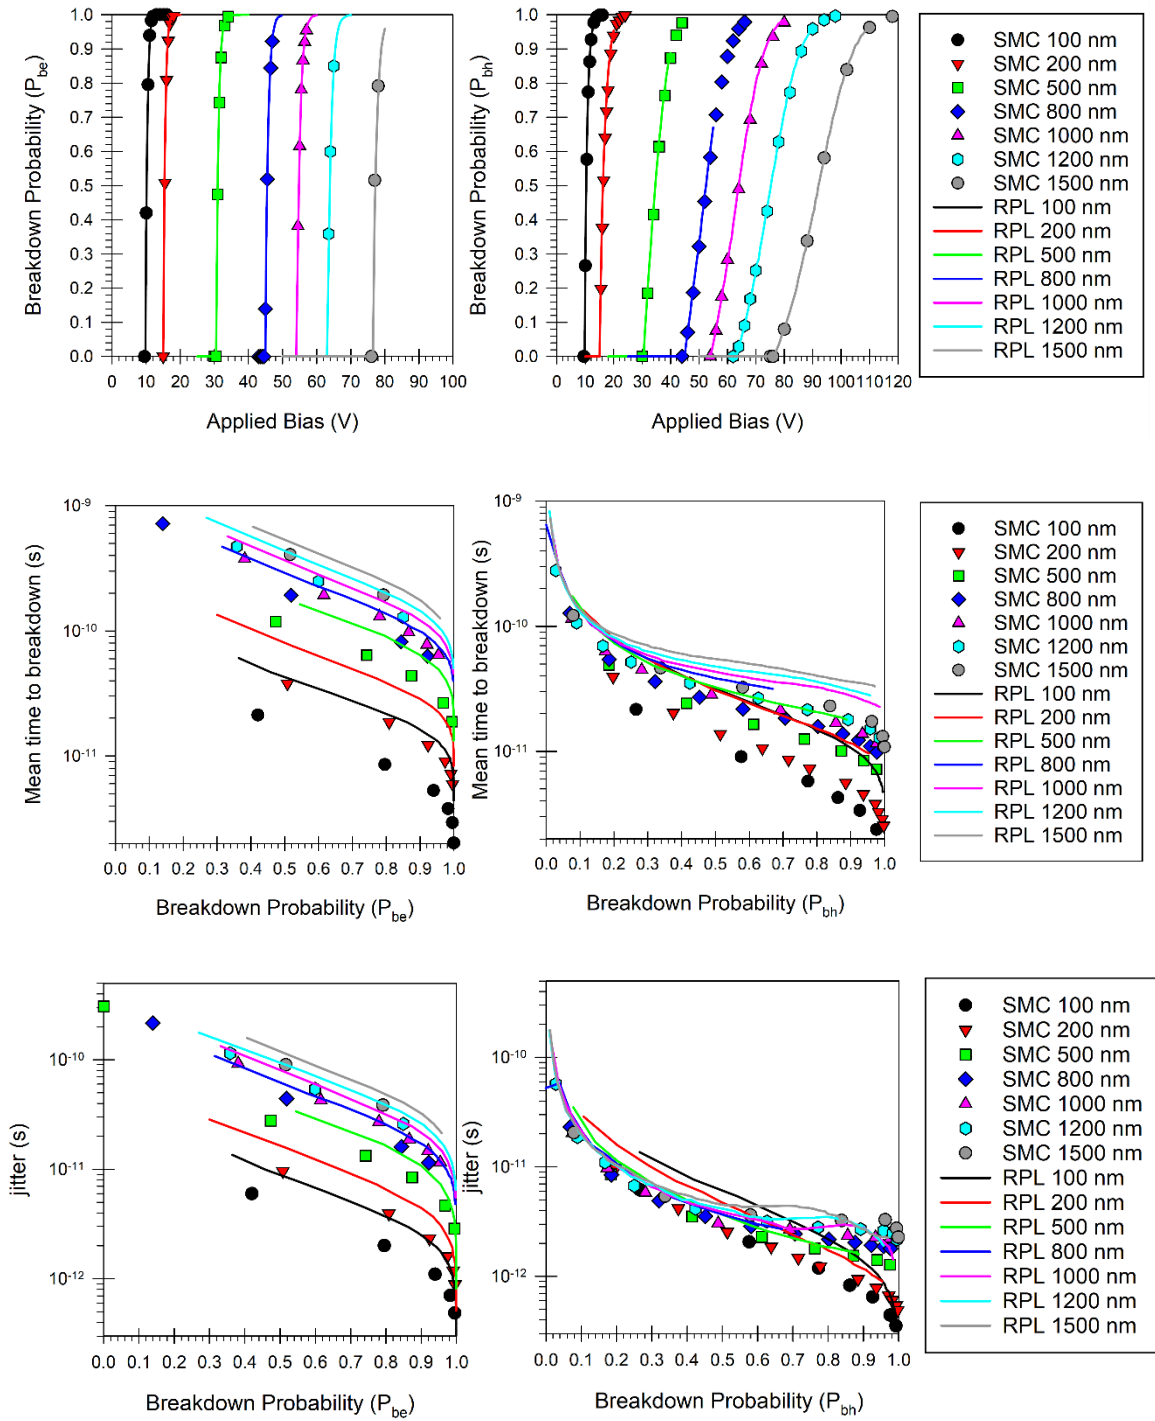 Breakdown Probability (Pbe)
1.0
0.9
0.8
0.7
0.6
0.5
0.4
0.3
0.2
0.1
0.0
0 10 20 30 40 50 60 70 80 90 100
Applied Bias (V)
Breakdown Probability (Pbh)
1.0
0.9
0.8
0.7
0.6
0.5
0.4
0.3
0.2
0.1
0.0
0 10 20 30 40 50 60 70 80 90 100110120
Applied Bias (V)
SMC 100 nm
SMC 200 nm
SMC 500 nm
SMC 800 nm
SMC 1000 nm
SMC 1200 nm
SMC 1500 nm
RPL 100 nm
RPL 200 nm
RPL 500 nm
RPL 800 nm
RPL 1000 nm
RPL 1200 nm
RPL 1500 nm
Mean time to breakdown (s)
10-9
10-10
10-11
0.0 0.1 0.2 0.3 0.4 0.5 0.6 0.7 0.8 0.9 1.0
Breakdown Probability (Pbe)
Mean time to breakdown (s)
10-9
10-10
10-11
0.0 0.1 0.2 0.3 0.4 0.5 0.6 0.7 0.8 0.9 1.0
Breakdown Probability (Pbh)
SMC 100 nm
SMC 200 nm
SMC 500 nm
SMC 800 nm
SMC 1000 nm
SMC 1200 nm
SMC 1500 nm
RPL 100 nm
RPL 200 nm
RPL 500 nm
RPL 800 nm
RPL 1000 nm
RPL 1200 nm
RPL 1500 nm
jitter (s)
10-10
10-11
10-12
0.0 0.1 0.2 0.3 0.4 0.5 0.6 0.7 0.8 0.9 1.0
Breakdown Probability (Pbe)
jitter (s)
10-10
10-11
10-12
0.0 0.1 0.2 0.3 0.4 0.5 0.6 0.7 0.8 0.9 1.0
Breakdown Probability (Pbh)
SMC 100 nm
SMC 200 nm
SMC 500 nm
SMC 800 nm
SMC 1000 nm
SMC 1200 nm
SMC 1500 nm
RPL 100 nm
RPL 200 nm
RPL 500 nm
RPL 800 nm
RPL 1000 nm
RPL 1200 nm
RPL 1500 nm